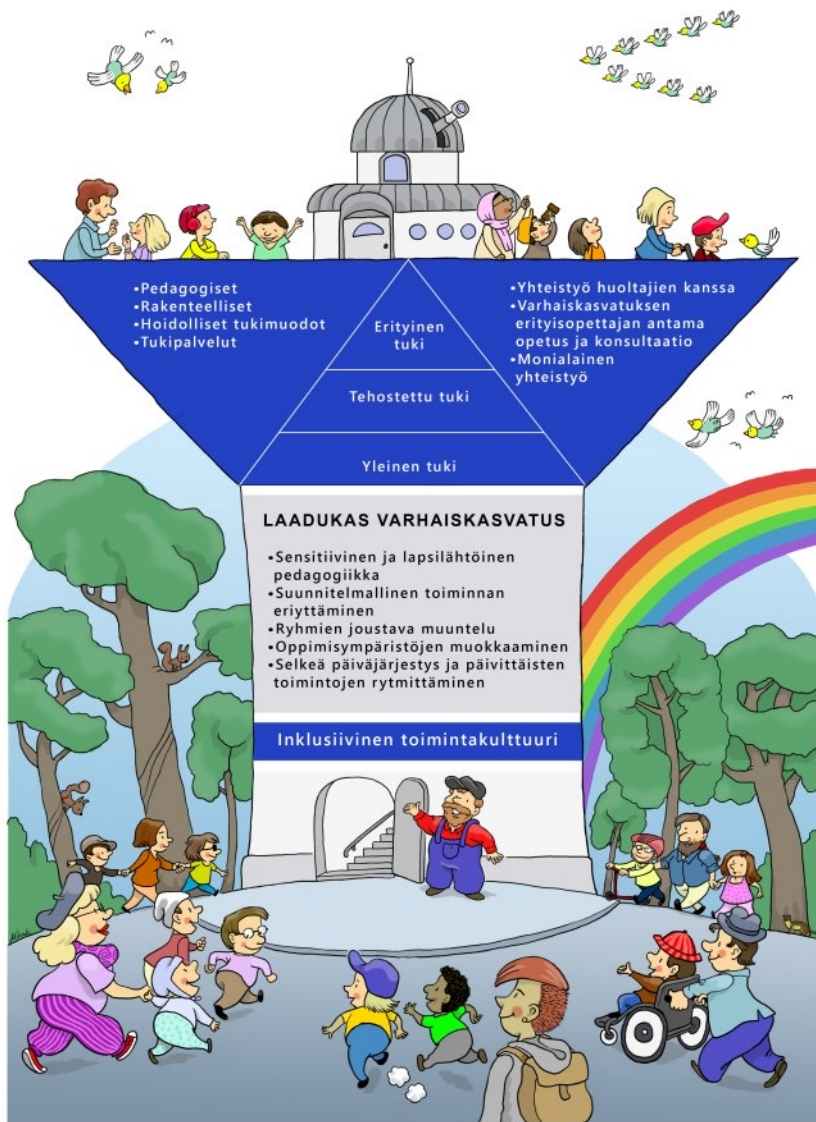 •Pedagogiset
•Rakenteelliset
•Hoidolliset tukimuodot
•Tukipalvelut
•Yhteistyö huoltajien kanssa
•Varhaiskasvatuksen
erityisopettajan antama
opetus ja konsultaatio
•Monialainen
yhteistyö
Erityinen
tuki
Tehostettu tuki
Yleinen tuki
LAADUKAS VARHAISKASVATUS
•Sensitiivinen ja lapsilähtöinen
pedagogiikka
•Suunnitelmallinen toiminnan
eriyttäminen
•Ryhmien joustava muuntelu
•Oppimisympäristöjen muokkaaminen
•Selkeä päiväjärjestys ja päivittäisten
toimintojen rytmittäminen
Inklusiivinen toimintakulttuuri